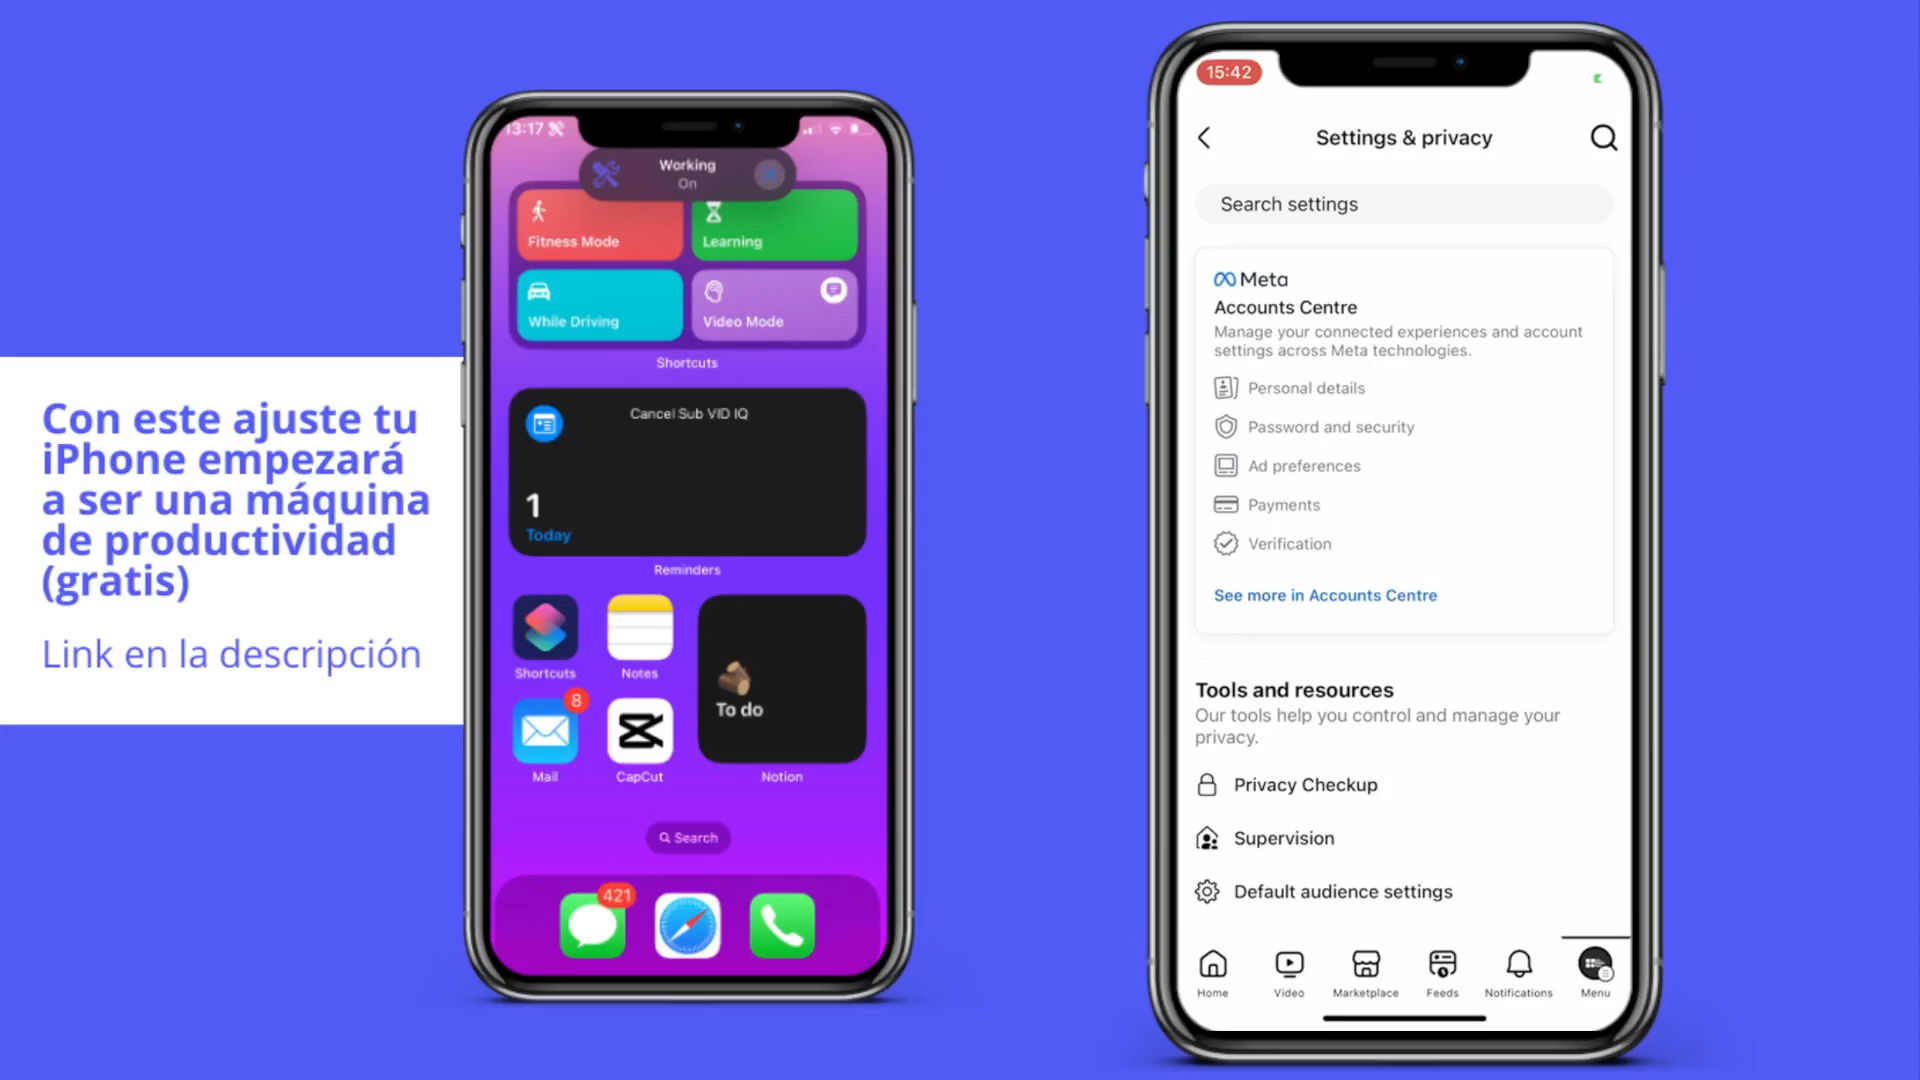 Con este ajuste tu
iPhone empezará
a ser una máquina
de productividad
(gratis)
Link en la descripción
13:17
Working
On
Fitness Mode
Learning
While Driving
Video Mode
Shortcuts
Cancel Sub VID IQ
1
Today
Reminders
Shortcuts
Notes
To do
8
Mail
CapCut
Notion
Search
421
15:42
Settings & privacy
Search settings
Meta
Accounts Centre
Manage your connected experiences and account
settings across Meta technologies.
Personal details
Password and security
Ad preferences
Payments
Verification
See more in Accounts Centre
Tools and resources
Our tools help you control and manage your
privacy.
Privacy Checkup
Supervision
Default audience settings
Home
Video
Marketplace
Feeds
Notifications
Menu